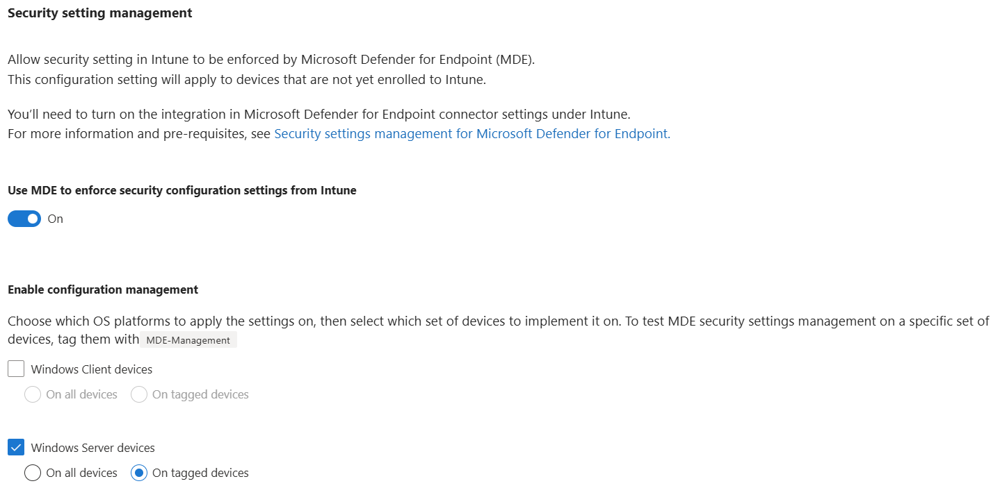 Security setting management
Allow security setting in Intune to be enforced by Microsoft Defender for Endpoint (MDE).
This configuration setting will apply to devices that are not yet enrolled to Intune.
You’ll need to turn on the integration in Microsoft Defender for Endpoint connector settings under Intune.
For more information and pre-requisites, see Security settings management for Microsoft Defender for Endpoint.
Use MDE to enforce security configuration settings from Intune
On
Enable configuration management
Choose which OS platforms to apply the settings on, then select which set of devices to implement it on. To test MDE security settings management on a specific set of
devices, tag them with MDE-Management
Windows Client devices
On all devices On tagged devices
Windows Server devices
On all devices On tagged devices